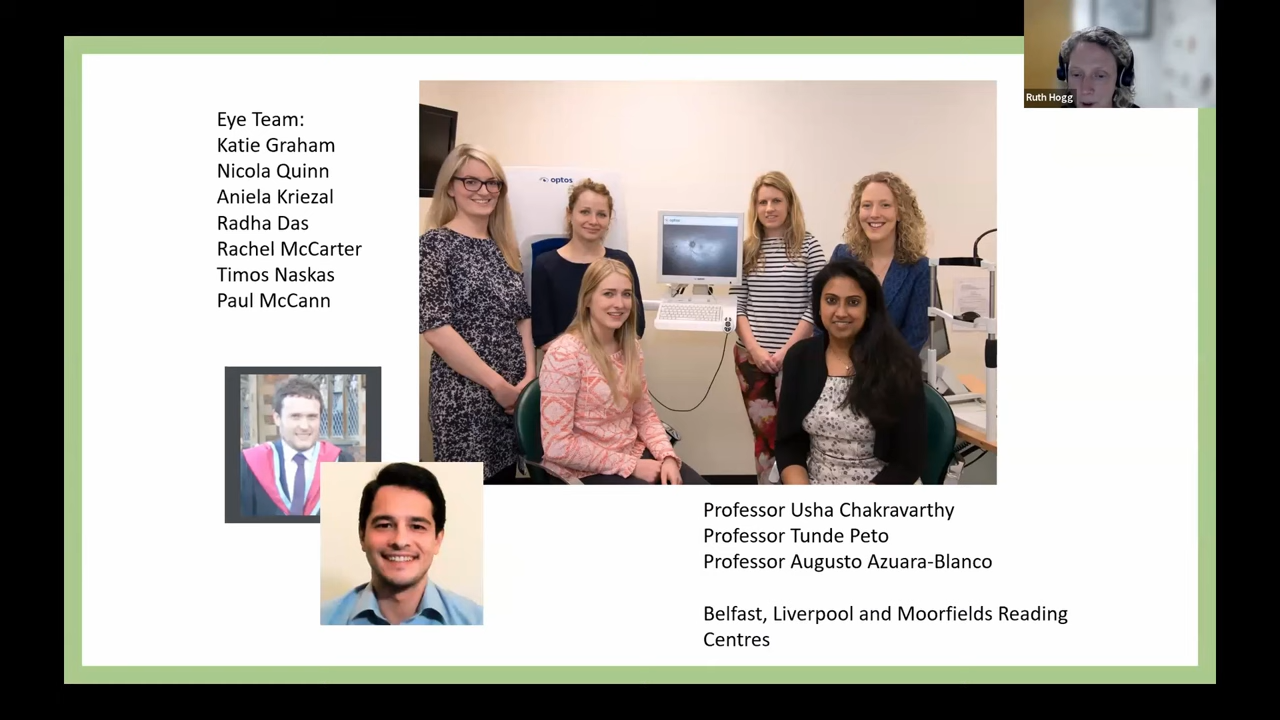 Eye Team:
Katie Graham
Nicola Quinn
Aniela Kriezal
Radha Das
Rachel McCarter
Timos Naskas
Paul McCann
optos
Ruth Hogg
Professor Usha Chakravarthy
Professor Tunde Peto
Professor Augusto Azuara-Blanco
Belfast, Liverpool and Moorfields Reading
Centres